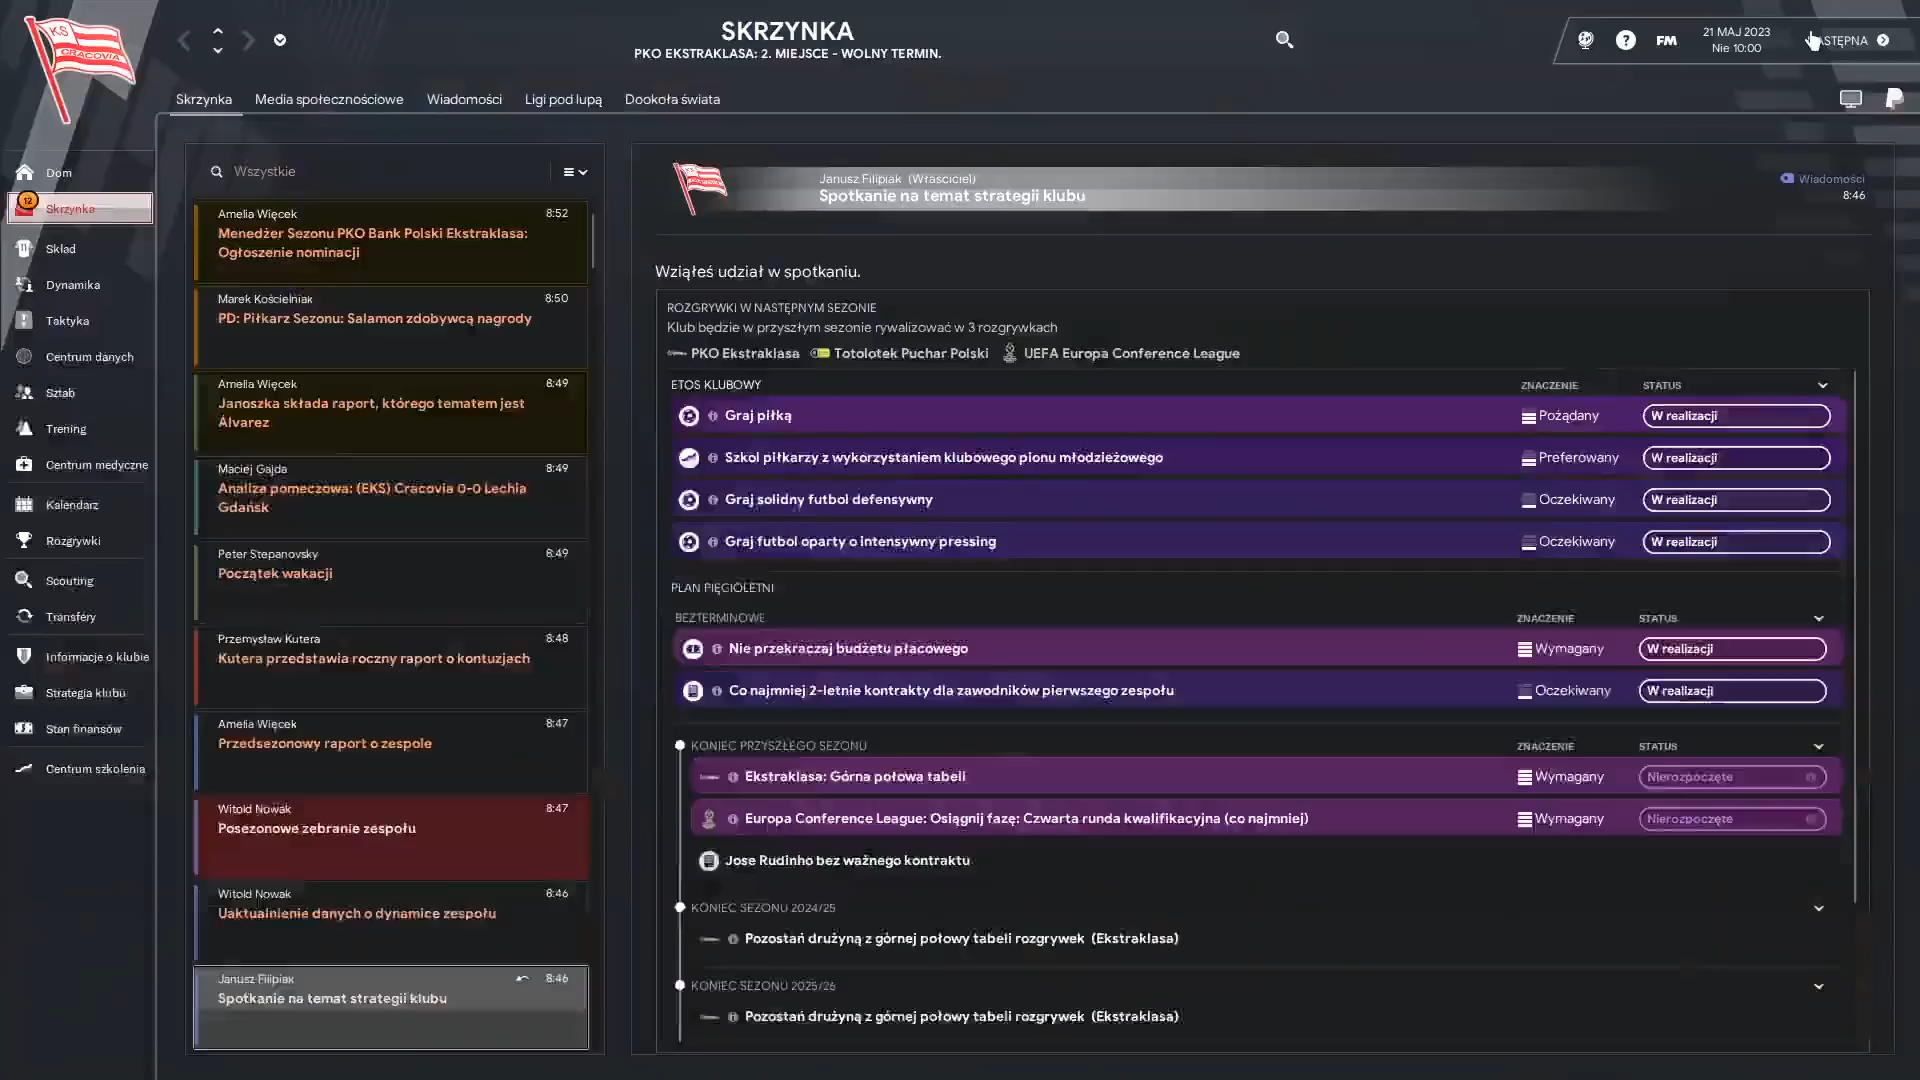 KS
CRACOVIA
SKRZYNKA
PKO EKSTRAKLASA: 2. MIEJSCE - WOLNY TERMIN.
FM
21 MAJ 2023
Nie 10:00
ASTĘPNA
Skrzynka
Media społecznościowe
Wiadomości
Ligi pod lupą
Dookoła świata
Dom
12
Skrzynka
Skład
Dynamika
Taktyka
Centrum danych
Sztab
Trening
Centrum medyczne
Kalendarz
Rozgrywki
Scouting
Transfery
Informacje o klubie
Strategia klubu
Stan finansów
Centrum szkolenia
Wszystkie
Amelia Więcek 8:52
Menedżer Sezonu PKO Bank Polski Ekstraklasa:
Ogłoszenie nominacji
Marek Kościelniak 8:50
PD: Piłkarz Sezonu: Salamon zdobywcą nagrody
Amelia Więcek 8:49
Janoszka składa raport, którego tematem jest
Álvarez
Maciej Gajda 8:49
Analiza pomeczowa: (EKS) Cracovia 0-0 Lechia
Gdańsk
Peter Stepanovsky 8:49
Początek wakacji
Przemysław Kutera 8:48
Kutera przedstawia roczny raport o kontuzjach
Amelia Więcek 8:47
Przedsezonowy raport o zespole
Witold Nowak 8:47
Posezonowe zebranie zespołu
Witold Nowak 8:46
Uaktualnienie danych o dynamice zespołu
Janusz Filipiak 8:46
Spotkanie na temat strategii klubu
Janusz Filipiak (Właściciel)
Spotkanie na temat strategii klubu
Wiadomości
8:46
Wziąłeś udział w spotkaniu.
ROZGRYWKI W NASTĘPNYM SEZONIE
Klub będzie w przyszłym sezonie rywalizować w 3 rozgrywkach
PKO Ekstraklasa Totolotek Puchar Polski UEFA Europa Conference League
ETOS KLUBOWY ZNACZENIE STATUS
Graj piłką Pożądany W realizacji
Szkol piłkarzy z wykorzystaniem klubowego pionu młodzieżowego Preferowany W realizacji
Graj solidny futbol defensywny Oczekiwany W realizacji
Graj futbol oparty o intensywny pressing Oczekiwany W realizacji
PLAN PIĘCIOLETNI
BEZTERMINOWE ZNACZENIE STATUS
Nie przekraczaj budżetu płacowego Wymagany W realizacji
Co najmniej 2-letnie kontrakty dla zawodników pierwszego zespołu Oczekiwany W realizacji
KONIEC PRZYSZŁEGO SEZONU ZNACZENIE STATUS
Ekstraklasa: Górna połowa tabeli Wymagany Nierozpoczęte
Europa Conference League: Osiągnij fazę: Czwarta runda kwalifikacyjna (co najmniej) Wymagany Nierozpoczęte
Jose Rudinho bez ważnego kontraktu
KONIEC SEZONU 2024/25
Pozostań drużyną z górnej połowy tabeli rozgrywek (Ekstraklasa)
KONIEC SEZONU 2025/26
Pozostań drużyną z górnej połowy tabeli rozgrywek (Ekstraklasa)